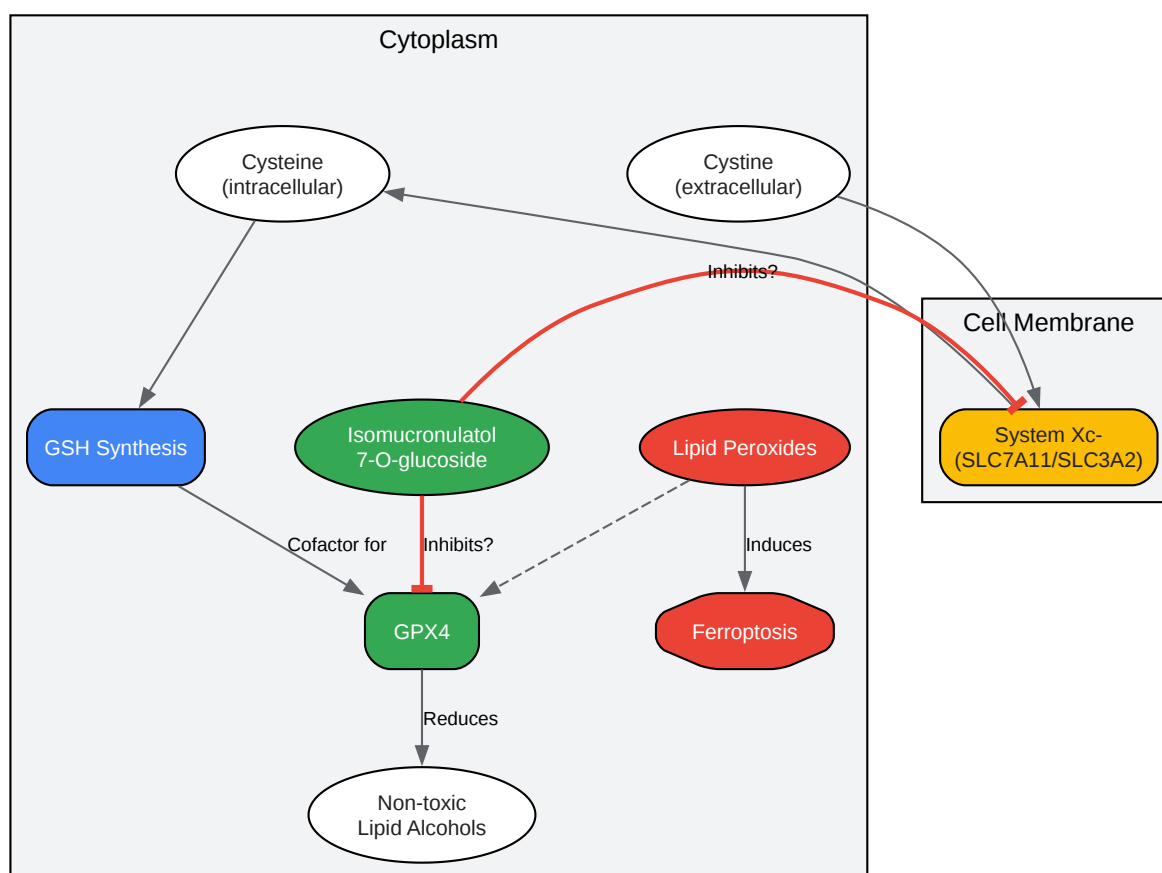 Cytoplasm
Cysteine
(intracellular)
Cystine
(extracellular)
Inhibits?
Cell Membrane
GSH Synthesis
Isomucronulatol
7-O-glucoside
Lipid Peroxides
System Xc-
(SLC7A11/SLC3A2)
Cofactor for
Inhibits?
Induces
GPX4
Ferroptosis
Reduces
Non-toxic
Lipid Alcohols